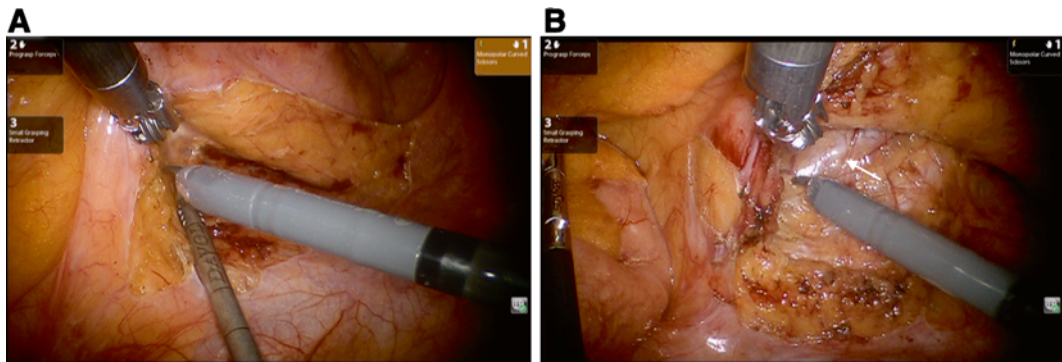 A
B
2
Prograsp Forceps
1
Monopolar Curved
Scissors
3
Small Grasping
Retractor
2
Prograsp Forceps
1
Monopolar Curved
Scissors
3
Small Grasping
Retractor